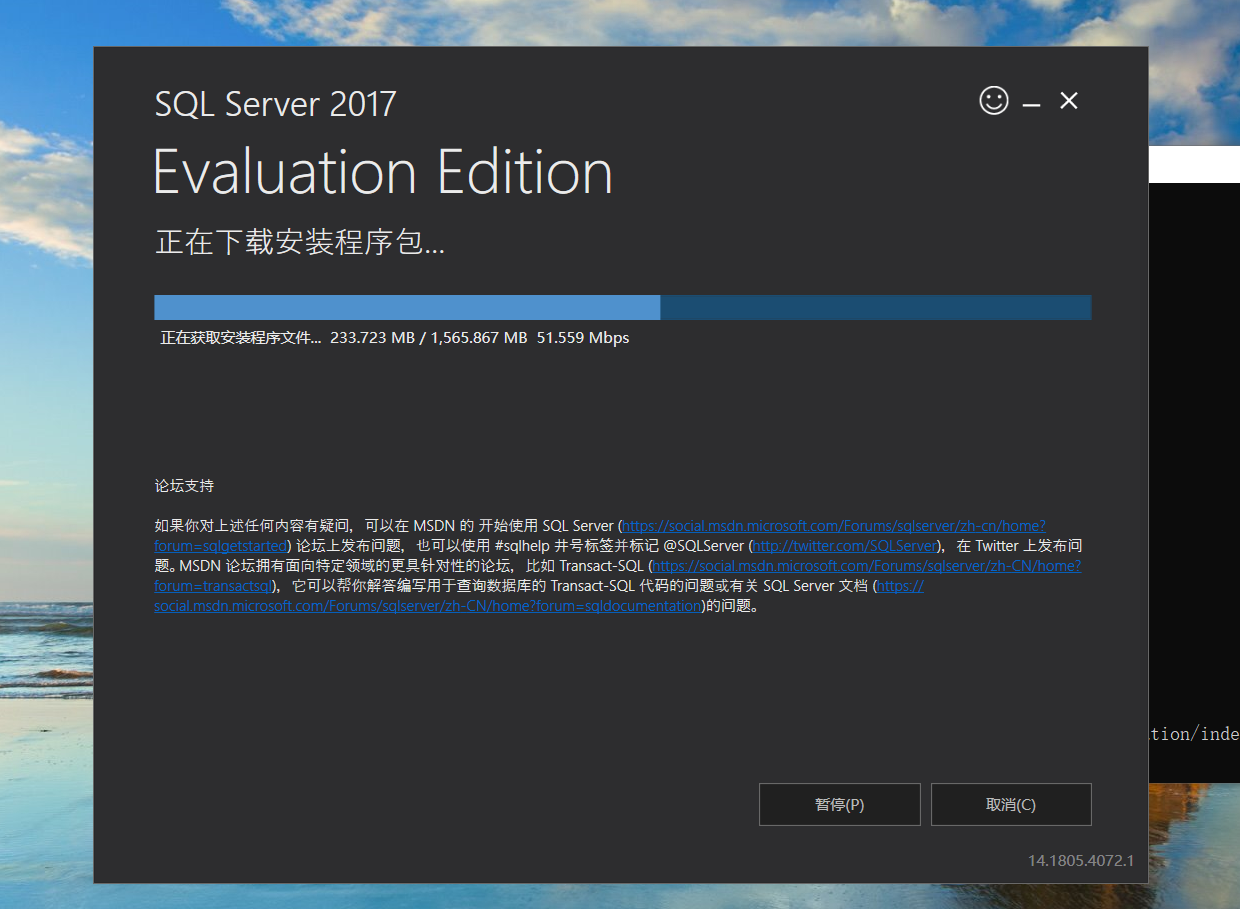 SQL Server 2017
Evaluation Edition
正在下载安装程序包...
正在获取安装程序文件... 233.723 MB / 1,565.867 MB 51.559 Mbps
论坛支持
如果你对上述任何内容有疑问，可以在 MSDN 的 开始使用 SQL Server (https://social.msdn.microsoft.com/Forums/sqlserver/zh-cn/home?
forum=sqlgetstarted) 论坛上发布问题，也可以使用 #sqlhelp 井号标签并标记 @SQLServer (http://twitter.com/SQLServer)，在 Twitter 上发布问
题。MSDN 论坛拥有面向特定领域的更具针对性的论坛，比如 Transact-SQL (https://social.msdn.microsoft.com/Forums/sqlserver/zh-CN/home?
forum=transactsql)，它可以帮你解答编写用于查询数据库的 Transact-SQL 代码的问题或有关 SQL Server 文档 (https://
social.msdn.microsoft.com/Forums/sqlserver/zh-CN/home?forum=sqldocumentation)的问题。
tion/inde
暂停(P) 取消(C)
14.1805.4072.1